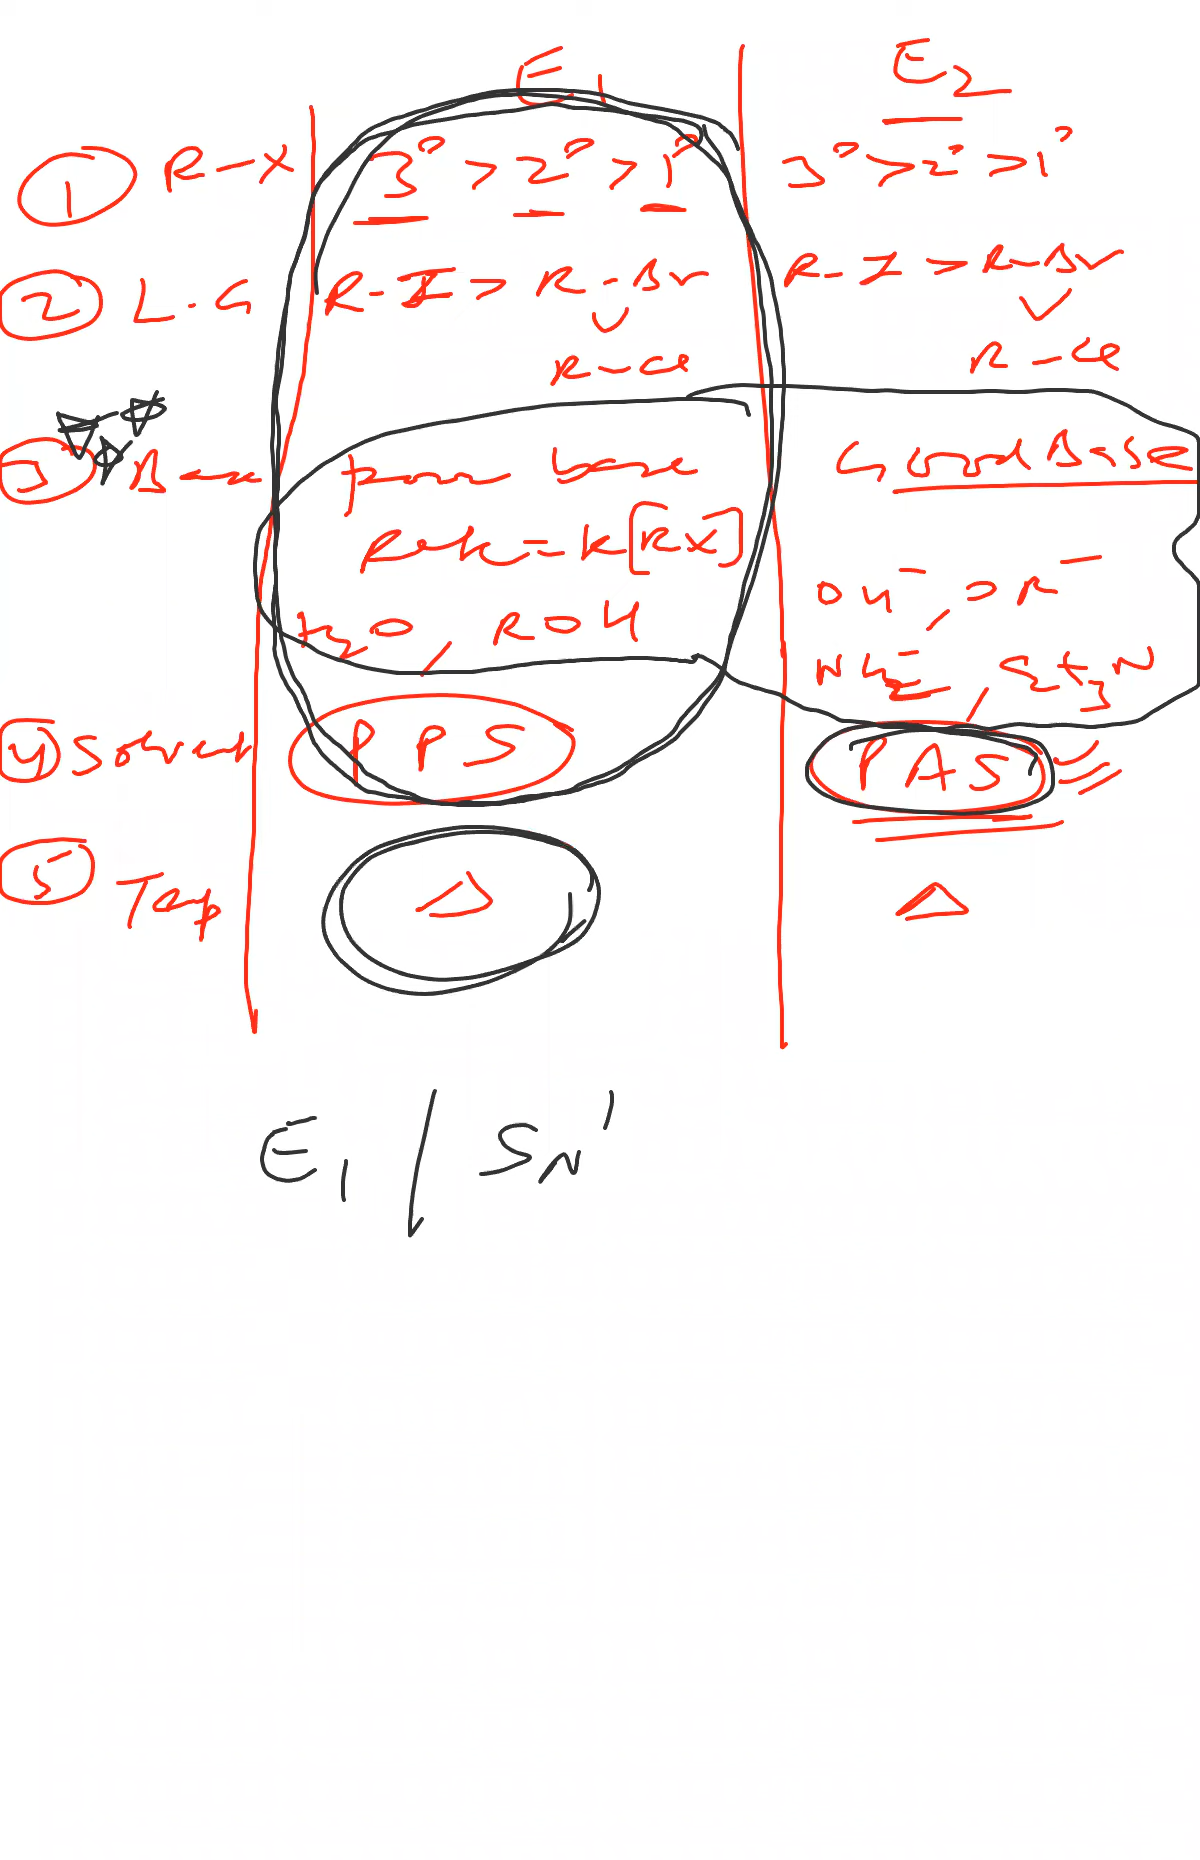 E1 E2
① R-X 3° > 2° > 1° 3° > 2° > 1°
② L.G R-I > R-Br R-I > R-Br
R-Cl R-Cl
③ Base poor base Good Base
Rate = k[RX]
H2O, ROH OH⁻, OR⁻
NH2⁻, Et3N
④ Solvent PPS PAS
⑤ Temp Δ Δ
E1 / SN1